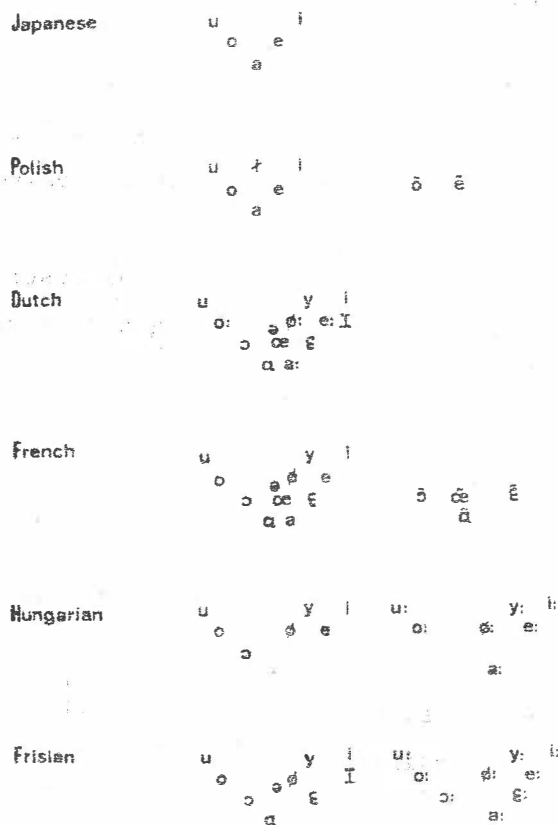 Japanese u i
o e
a
Polish u ɨ i
o e õ ẽ
a
Dutch u y i
o: ø: e: ɪ
ə
ɔ œ ɛ
ɑ a:
French u y i
o ø e
ə
ɔ œ ɛ ɔ̃ œ̃ ɛ̃
ɑ a ɑ̃
Hungarian u y i u: y: i:
o ø e o: ø: e:
ɔ
a:
Frisian u y i u: y: i:
o ø ɪ o: ø: e:
ə
ɔ ɛ ɔ: ɛ:
ɑ a: